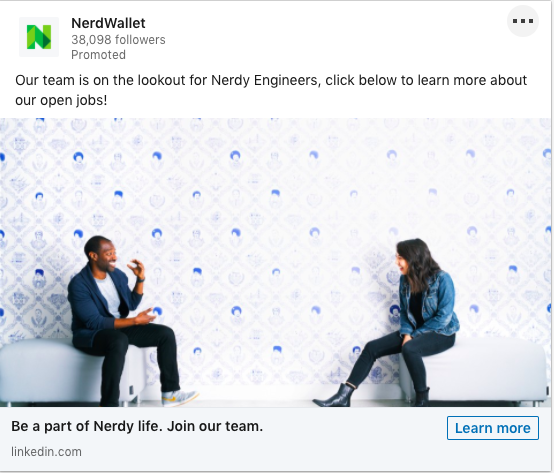 NerdWallet
38,098 followers
Promoted
Our team is on the lookout for Nerdy Engineers, click below to learn more about
our open jobs!
Be a part of Nerdy life. Join our team.
Learn more
linkedin.com